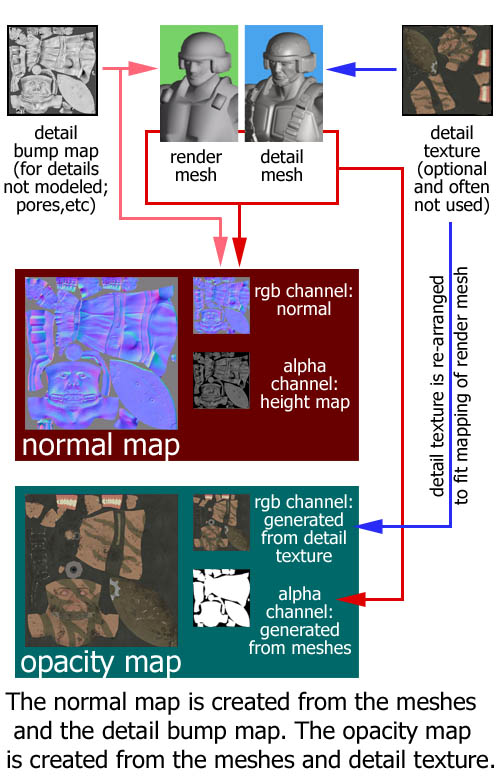 detail
bump map
(for details
not modeled;
pores,etc)
render
mesh
detail
mesh
detail
texture
(optional
and often
not used)
detail texture is re-arranged
to fit mapping of render mesh
rgb channel:
normal
alpha
channel:
height map
normal map
rgb channel:
generated
from detail
texture
alpha
channel:
generated
from meshes
opacity map
The normal map is created from the meshes
and the detail bump map. The opacity map
is created from the meshes and detail texture.